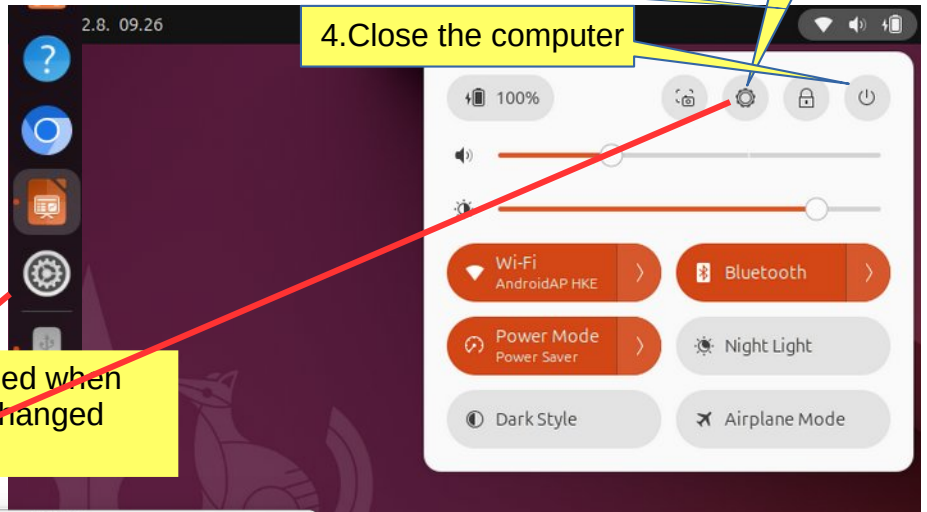 2.8. 09.26
4.Close the computer
100%
Wi-Fi
AndroidAP HKE
Bluetooth
Power Mode
Power Saver
Night Light
ed when
hanged
Dark Style
Airplane Mode